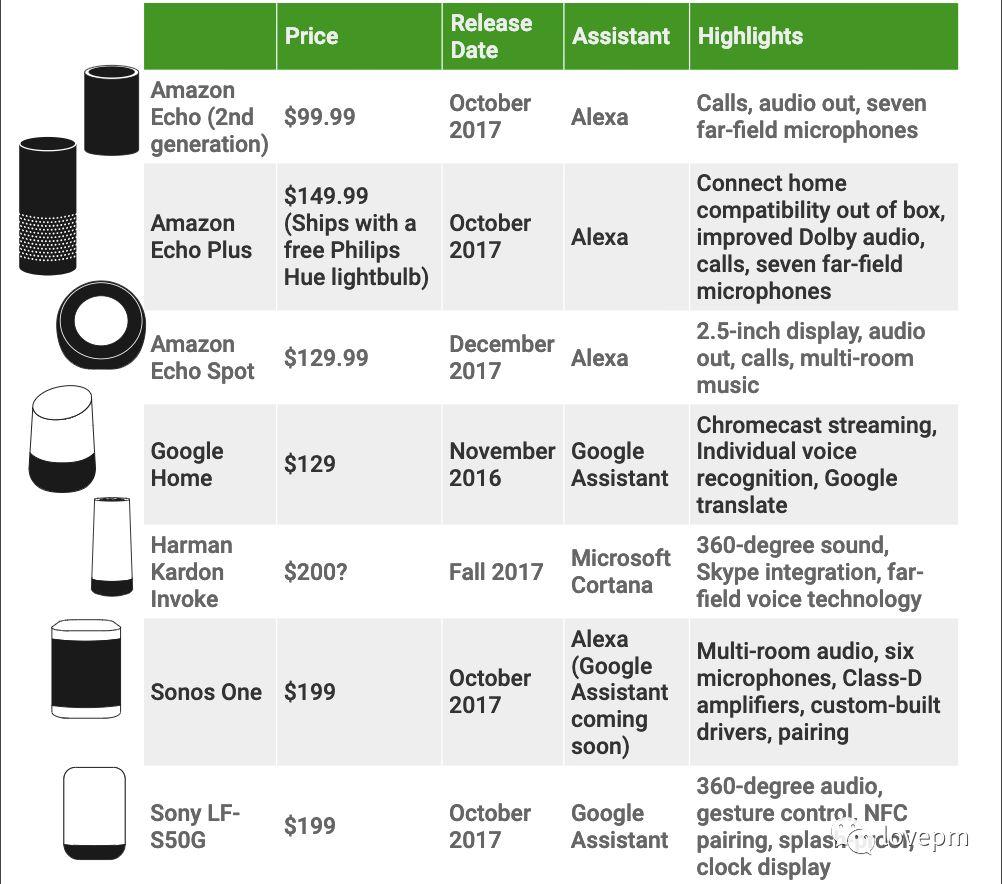 Price
Release
Date
Assistant
Highlights
Amazon
Echo (2nd
generation)
$99.99
October
2017
Alexa
Calls, audio out, seven
far-field microphones
Amazon
Echo Plus
$149.99
(Ships with a
free Philips
Hue lightbulb)
October
2017
Alexa
Connect home
compatibility out of box,
improved Dolby audio,
calls, seven far-field
microphones
Amazon
Echo Spot
$129.99
December
2017
Alexa
2.5-inch display, audio
out, calls, multi-room
music
Google
Home
$129
November
2016
Google
Assistant
Chromecast streaming,
Individual voice
recognition, Google
translate
Harman
Kardon
Invoke
$200?
Fall 2017
Microsoft
Cortana
360-degree sound,
Skype integration, far-
field voice technology
Sonos One
$199
October
2017
Alexa
(Google
Assistant
coming
soon)
Multi-room audio, six
microphones, Class-D
amplifiers, custom-built
drivers, pairing
Sony LF-
S50G
$199
October
2017
Google
Assistant
360-degree audio,
gesture control, NFC
pairing, splash proof,
clock display
lovepm